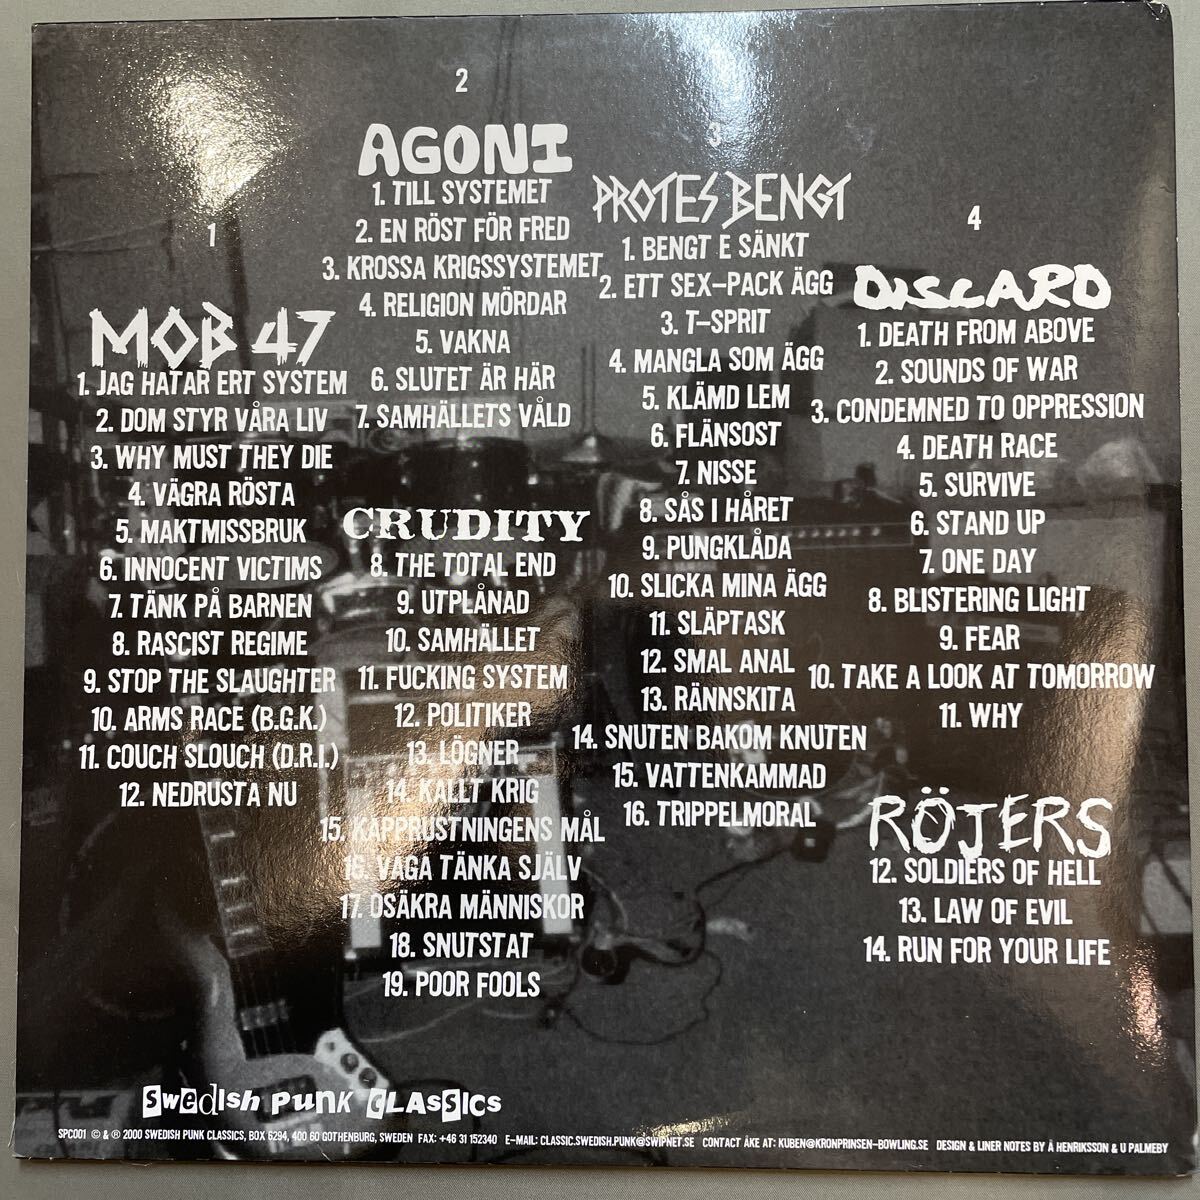 1
MOB 47
1. JAG HATAR ERT SYSTEM
2. DOM STYR VÅRA LIV
3. WHY MUST THEY DIE
4. VÄGRA RÖSTA
5. MAKTMISSBRUK
6. INNOCENT VICTIMS
7. TÄNK PÅ BARNEN
8. RASCIST REGIME
9. STOP THE SLAUGHTER
10. ARMS RACE (B.G.K.)
11. COUCH SLOUCH (D.R.I.)
12. NEDRUSTA NU
2
AGONI
1. TILL SYSTEMET
2. EN RÖST FÖR FRED
3. KROSSA KRIGSSYSTEMET
4. RELIGION MÖRDAR
5. VAKNA
6. SLUTET ÄR HÄR
7. SAMHÄLLETS VÅLD
CRUDITY
8. THE TOTAL END
9. UTPLÅNAD
10. SAMHÄLLET
11. FUCKING SYSTEM
12. POLITIKER
13. LÖGNER
14. KALLT KRIG
15. KAPPRUSTNINGENS MÅL
16. VÅGA TÄNKA SJÄLV
17. OSÄKRA MÄNNISKOR
18. SNUTSTAT
19. POOR FOOLS
3
PROTES BENGT
1. BENGT E SÄNKT
2. ETT SEX-PACK ÄGG
3. T-SPRIT
4. MANGLA SOM ÄGG
5. KLÄMD LEM
6. FLÄNSOST
7. NISSE
8. SÅS I HÅRET
9. PUNGKLÅDA
10. SLICKA MINA ÄGG
11. SLÄPTASK
12. SMAL ANAL
13. RÄNNSKITA
14. SNUTEN BAKOM KNUTEN
15. VATTENKAMMAD
16. TRIPPELMORAL
4
DISCARD
1. DEATH FROM ABOVE
2. SOUNDS OF WAR
3. CONDEMNED TO OPPRESSION
4. DEATH RACE
5. SURVIVE
6. STAND UP
7. ONE DAY
8. BLISTERING LIGHT
9. FEAR
10. TAKE A LOOK AT TOMORROW
11. WHY
RÖJERS
12. SOLDIERS OF HELL
13. LAW OF EVIL
14. RUN FOR YOUR LIFE
Swedish Punk Classics
SPC001 © & ℗ 2000 SWEDISH PUNK CLASSICS, BOX 6294, 400 60 GOTHENBURG, SWEDEN FAX: +46 31 152340 E-MAIL: CLASSIC.SWEDISH.PUNK@SWIPNET.SE CONTACT ÅKE AT: KUBEN@KRONPRINSEN-BOWLING.SE DESIGN & LINER NOTES BY Å HENRIKSSON & U PALMEBY